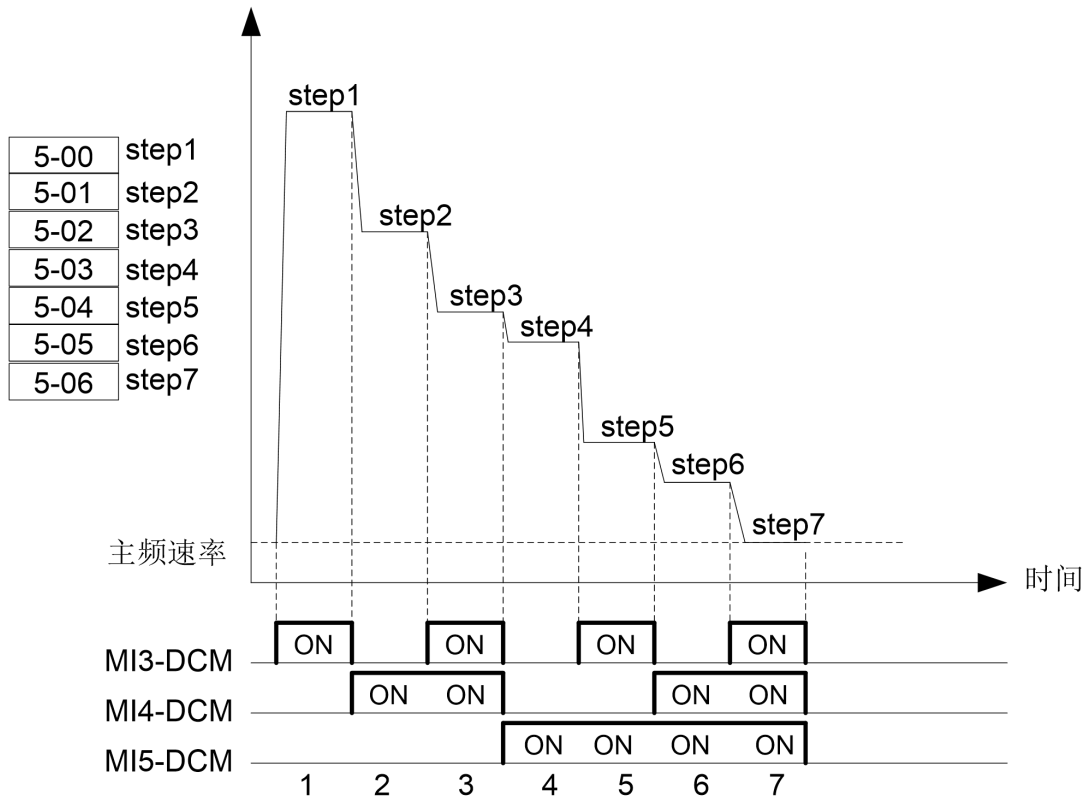 step1
5-00 step1
5-01 step2
5-02 step3
5-03 step4
5-04 step5
5-05 step6
5-06 step7
step2
step3
step4
step5
step6
step7
主频速率
时间
MI3-DCM ON ON ON ON
MI4-DCM ON ON ON ON
MI5-DCM ON ON ON ON
1 2 3 4 5 6 7